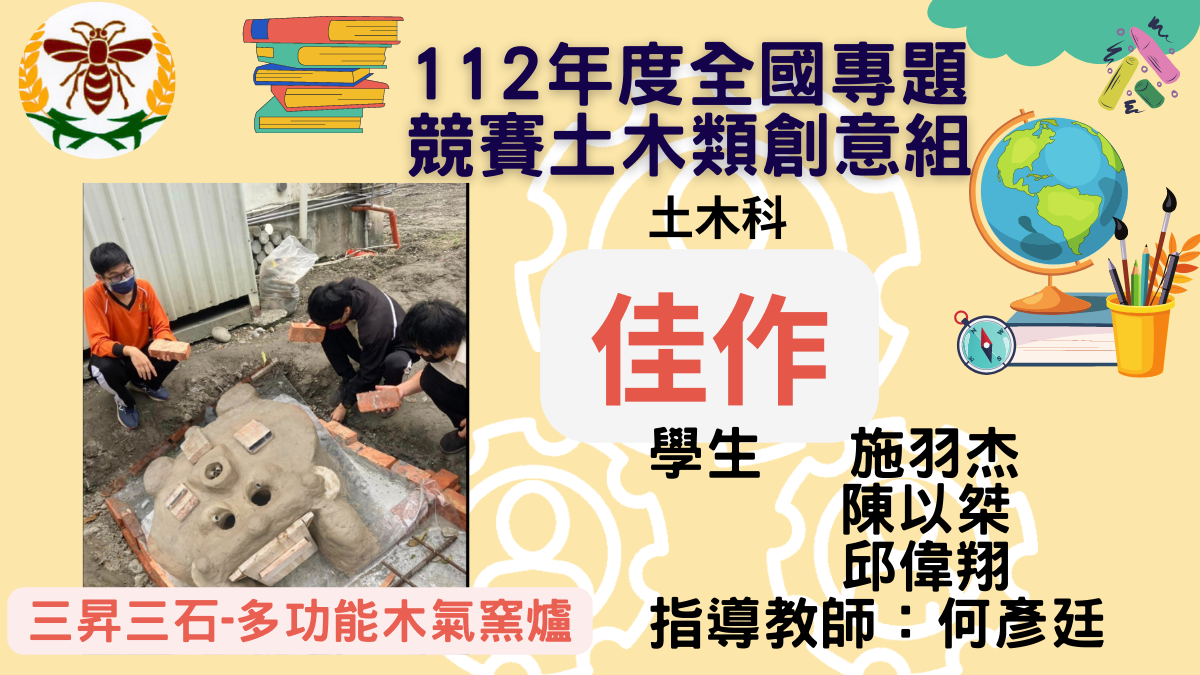 112年度全國專題
競賽土木類創意組
土木科
佳作
學生 施羽杰
陳以桀
邱偉翔
指導教師：何彥廷
三昇三石-多功能木氣窯爐